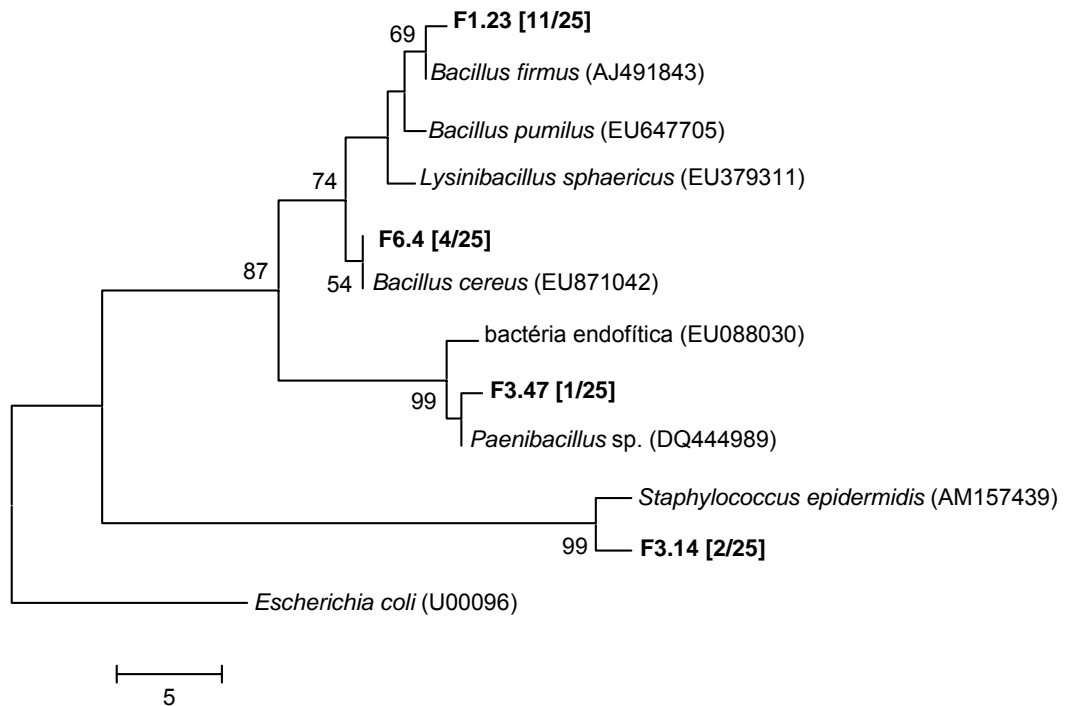 F1.23 [11/25]
69
Bacillus firmus (AJ491843)
Bacillus pumilus (EU647705)
Lysinibacillus sphaericus (EU379311)
74
F6.4 [4/25]
87
54
Bacillus cereus (EU871042)
bactéria endofítica (EU088030)
F3.47 [1/25]
99
Paenibacillus sp. (DQ444989)
Staphylococcus epidermidis (AM157439)
99
F3.14 [2/25]
Escherichia coli (U00096)
5